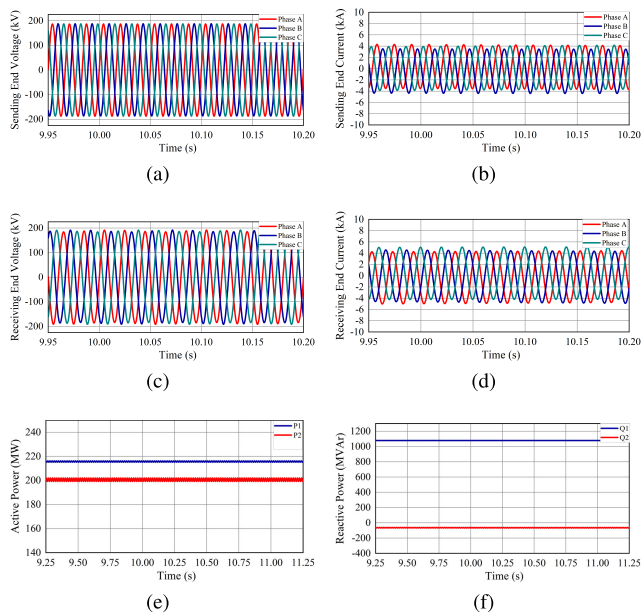 Sending End Voltage (kV)
200
100
0
-100
-200
Phase A
Phase B
Phase C
9.95 10.00 10.05 10.10 10.15 10.20
Time (s)
(a)
Sending End Current (kA)
10
8
6
4
2
0
-2
-4
-6
-8
-10
Phase A
Phase B
Phase C
9.95 10.00 10.05 10.10 10.15 10.20
Time (s)
(b)
Receiving End Voltage (kV)
200
100
0
-100
-200
Phase A
Phase B
Phase C
9.95 10.00 10.05 10.10 10.15 10.20
Time (s)
(c)
Receiving End Current (kA)
10
8
6
4
2
0
-2
-4
-6
-8
-10
Phase A
Phase B
Phase C
9.95 10.00 10.05 10.10 10.15 10.20
Time (s)
(d)
Active Power (MW)
240
220
200
180
160
140
P1
P2
9.25 9.50 9.75 10.00 10.25 10.50 10.75 11.00 11.25
Time (s)
(e)
Reactive Power (MVAr)
1200
1000
800
600
400
200
0
-200
-400
Q1
Q2
9.25 9.50 9.75 10.00 10.25 10.50 10.75 11.00 11.25
Time (s)
(f)